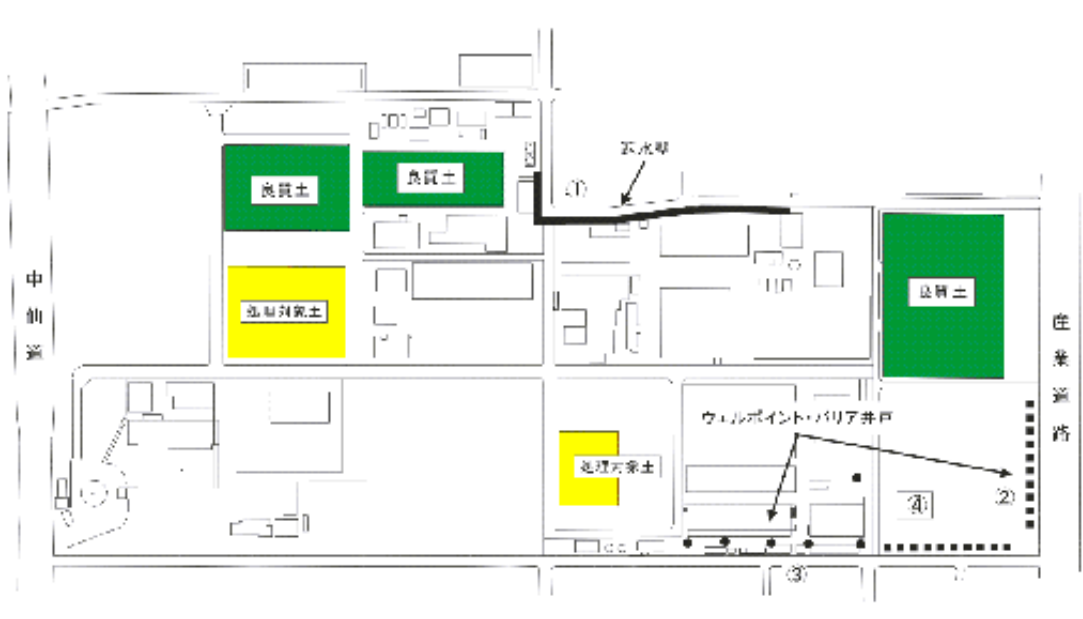 遮水壁
①
良質土
良質土
中仙道
良質土
処理対象土
産業道路
ウェルポイント・バリア井戸
処理対象土
②
④
③